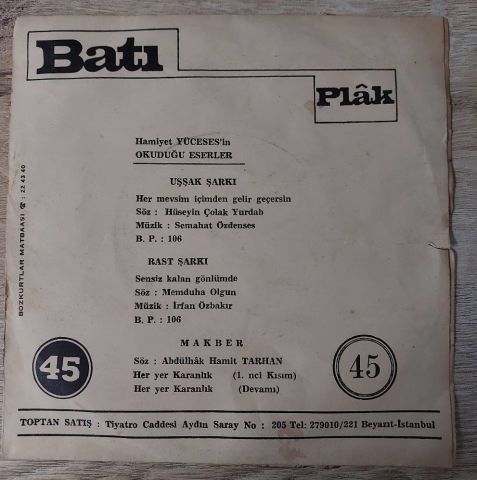 Batı
Plâk
Hamiyet YÜCESES'in
OKUDUĞU ESERLER
UŞŞAK ŞARKI
Her mevsim içimden gelir geçersin
Söz : Hüseyin Çolak Yurdab
Müzik : Semahat Özdenses
B. P. : 106
RAST ŞARKI
Sensiz kalan gönlümde
Söz : Memduha Olgun
Müzik : İrfan Özbakır
B. P. : 106
MAKBER
Söz : Abdülhâk Hamit TARHAN
Her yer Karanlık (1. nci Kısım)
Her yer Karanlık (Devamı)
BOZKURTLAR MATBAASI ☎ : 22 43 40
45
45
TOPTAN SATIŞ : Tiyatro Caddesi Aydın Saray No : 205 Tel: 279010/221 Beyazıt-İstanbul